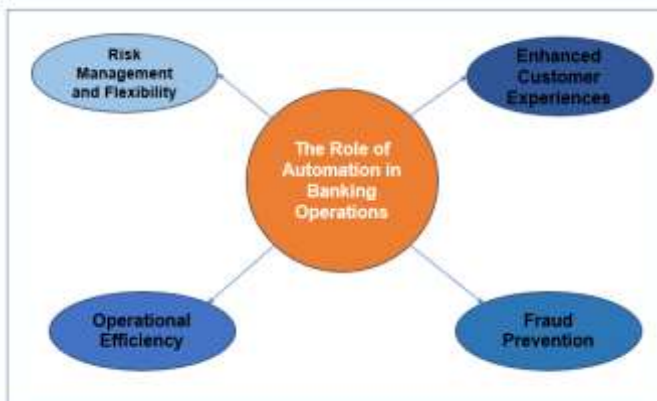 Risk
Management
and Flexibility
Enhanced
Customer
Experiences
The Role of
Automation in
Banking
Operations
Operational
Efficiency
Fraud
Prevention